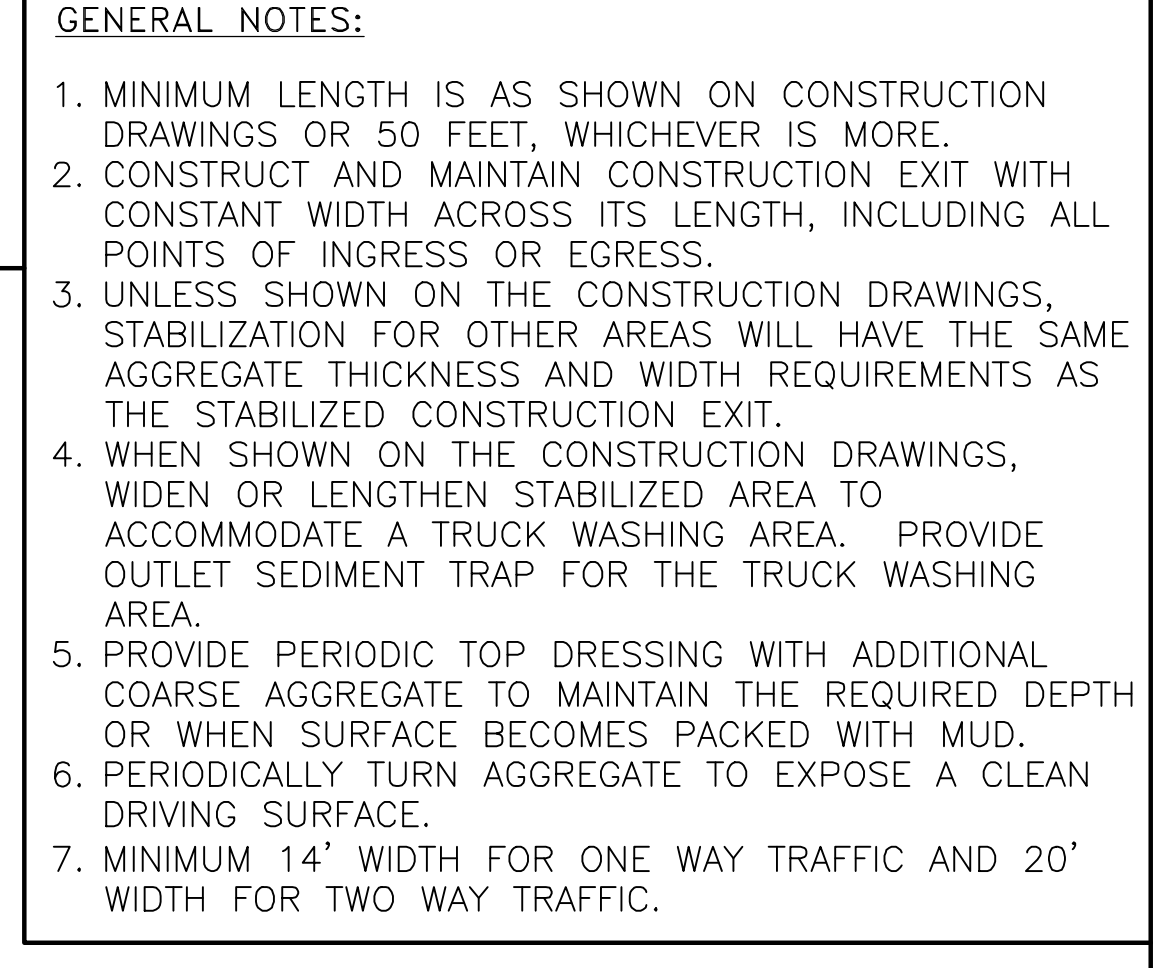 GENERAL NOTES:
1. MINIMUM LENGTH IS AS SHOWN ON CONSTRUCTION
DRAWINGS OR 50 FEET, WHICHEVER IS MORE.
2. CONSTRUCT AND MAINTAIN CONSTRUCTION EXIT WITH
CONSTANT WIDTH ACROSS ITS LENGTH, INCLUDING ALL
POINTS OF INGRESS OR EGRESS.
3. UNLESS SHOWN ON THE CONSTRUCTION DRAWINGS,
STABILIZATION FOR OTHER AREAS WILL HAVE THE SAME
AGGREGATE THICKNESS AND WIDTH REQUIREMENTS AS
THE STABILIZED CONSTRUCTION EXIT.
4. WHEN SHOWN ON THE CONSTRUCTION DRAWINGS,
WIDEN OR LENGTHEN STABILIZED AREA TO
ACCOMMODATE A TRUCK WASHING AREA. PROVIDE
OUTLET SEDIMENT TRAP FOR THE TRUCK WASHING
AREA.
5. PROVIDE PERIODIC TOP DRESSING WITH ADDITIONAL
COARSE AGGREGATE TO MAINTAIN THE REQUIRED DEPTH
OR WHEN SURFACE BECOMES PACKED WITH MUD.
6. PERIODICALLY TURN AGGREGATE TO EXPOSE A CLEAN
DRIVING SURFACE.
7. MINIMUM 14' WIDTH FOR ONE WAY TRAFFIC AND 20'
WIDTH FOR TWO WAY TRAFFIC.